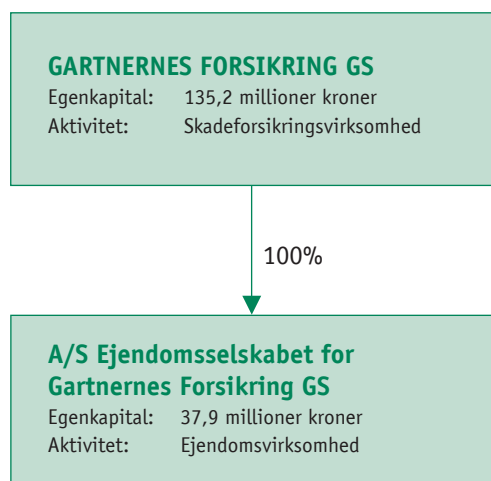 GARTNERNES FORSIKRING GS
Egenkapital: 135,2 millioner kroner
Aktivitet: Skadeforsikringsvirksomhed
100%
A/S Ejendomsselskabet for
Gartnernes Forsikring GS
Egenkapital: 37,9 millioner kroner
Aktivitet: Ejendomsvirksomhed